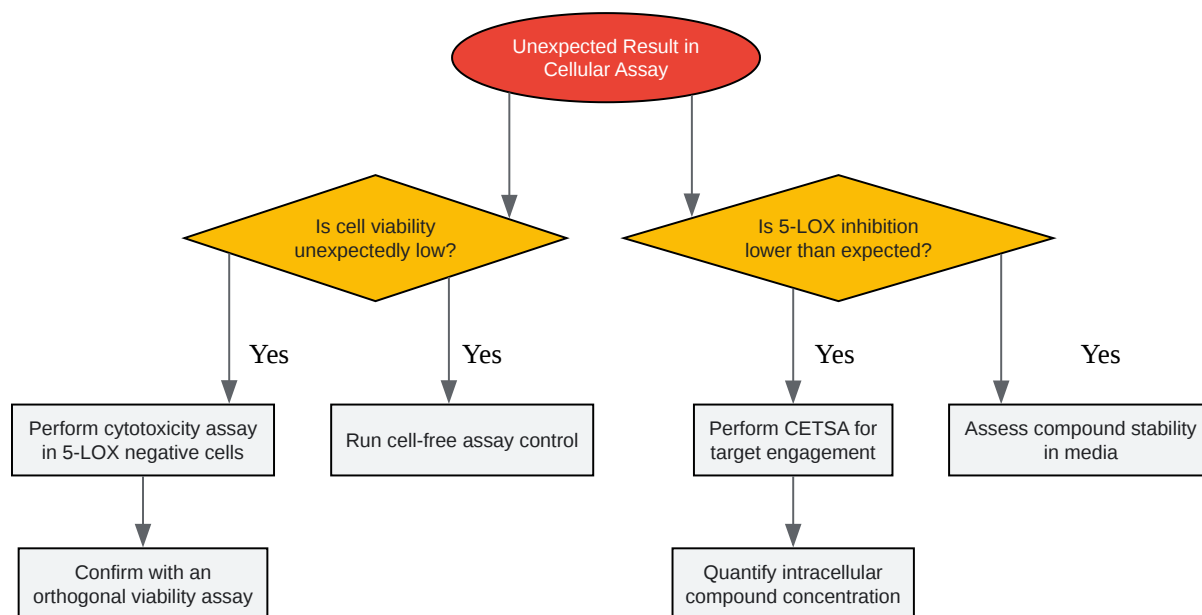 Unexpected Result in
Cellular Assay
Is cell viability
unexpectedly low?
Is 5-LOX inhibition
lower than expected?
Yes
Yes
Yes
Yes
Perform cytotoxicity assay
in 5-LOX negative cells
Run cell-free assay control
Perform CETSA for
target engagement
Assess compound stability
in media
Confirm with an
orthogonal viability assay
Quantify intracellular
compound concentration